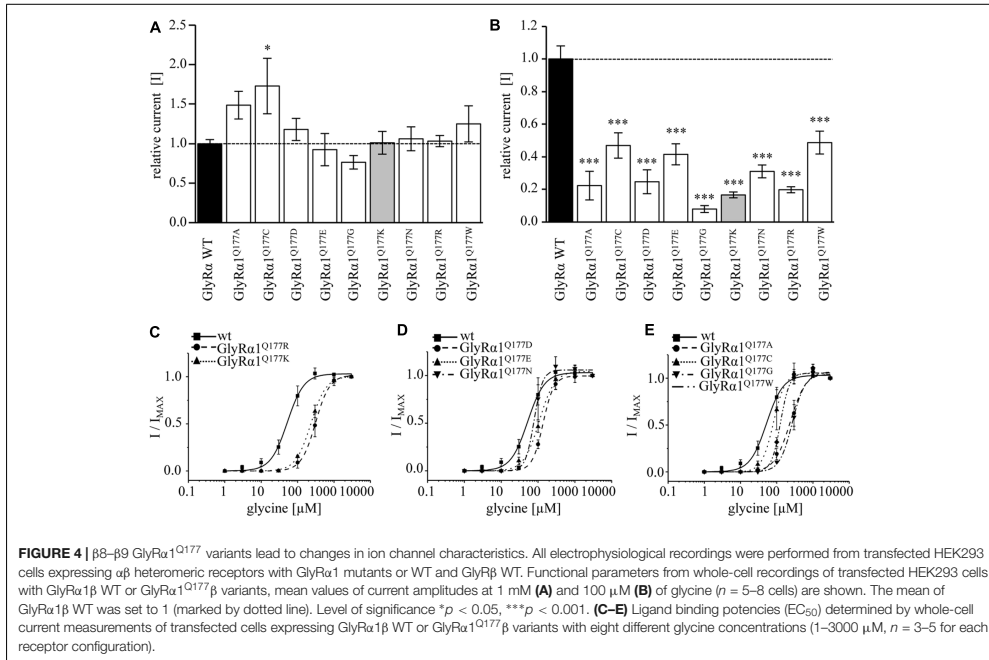 A
relative current [I]
2.5
2.0
1.5
1.0
0.5
0.0
*
GlyRα WT
GlyRα1Q177A
GlyRα1Q177C
GlyRα1Q177D
GlyRα1Q177E
GlyRα1Q177G
GlyRα1Q177K
GlyRα1Q177N
GlyRα1Q177R
GlyRα1Q177W
B
relative current [I]
1.0
0.8
0.6
0.4
0.2
0.0
***
***
***
***
***
***
***
***
***
GlyRα WT
GlyRα1Q177A
GlyRα1Q177C
GlyRα1Q177D
GlyRα1Q177E
GlyRα1Q177G
GlyRα1Q177K
GlyRα1Q177N
GlyRα1Q177R
GlyRα1Q177W
C
wt
GlyRα1Q177R
GlyRα1Q177K
I / IMAX
1.0
0.5
0.0
0.1 1 10 100 1000 10000
glycine [µM]
D
wt
GlyRα1Q177D
GlyRα1Q177E
GlyRα1Q177N
I / IMAX
1.0
0.5
0.0
0.1 1 10 100 1000 10000
glycine [µM]
E
wt
GlyRα1Q177A
GlyRα1Q177C
GlyRα1Q177G
GlyRα1Q177W
I / IMAX
1.0
0.5
0.0
0.1 1 10 100 1000 10000
glycine [µM]
FIGURE 4 | β8–β9 GlyRα1Q177 variants lead to changes in ion channel characteristics. All electrophysiological recordings were performed from transfected HEK293
cells expressing αβ heteromeric receptors with GlyRα1 mutants or WT and GlyRβ WT. Functional parameters from whole-cell recordings of transfected HEK293 cells
with GlyRα1β WT or GlyRα1Q177β variants, mean values of current amplitudes at 1 mM (A) and 100 µM (B) of glycine (n = 5–8 cells) are shown. The mean of
GlyRα1β WT was set to 1 (marked by dotted line). Level of significance *p < 0.05, ***p < 0.001. (C–E) Ligand binding potencies (EC50) determined by whole-cell
current measurements of transfected cells expressing GlyRα1β WT or GlyRα1Q177β variants with eight different glycine concentrations (1–3000 µM, n = 3–5 for each
receptor configuration).